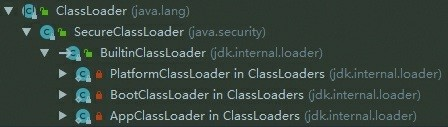 ClassLoader (java.lang)
SecureClassLoader (java.security)
BuiltinClassLoader (jdk.internal.loader)
PlatformClassLoader in ClassLoaders (jdk.internal.loader)
BootClassLoader in ClassLoaders (jdk.internal.loader)
AppClassLoader in ClassLoaders (jdk.internal.loader)